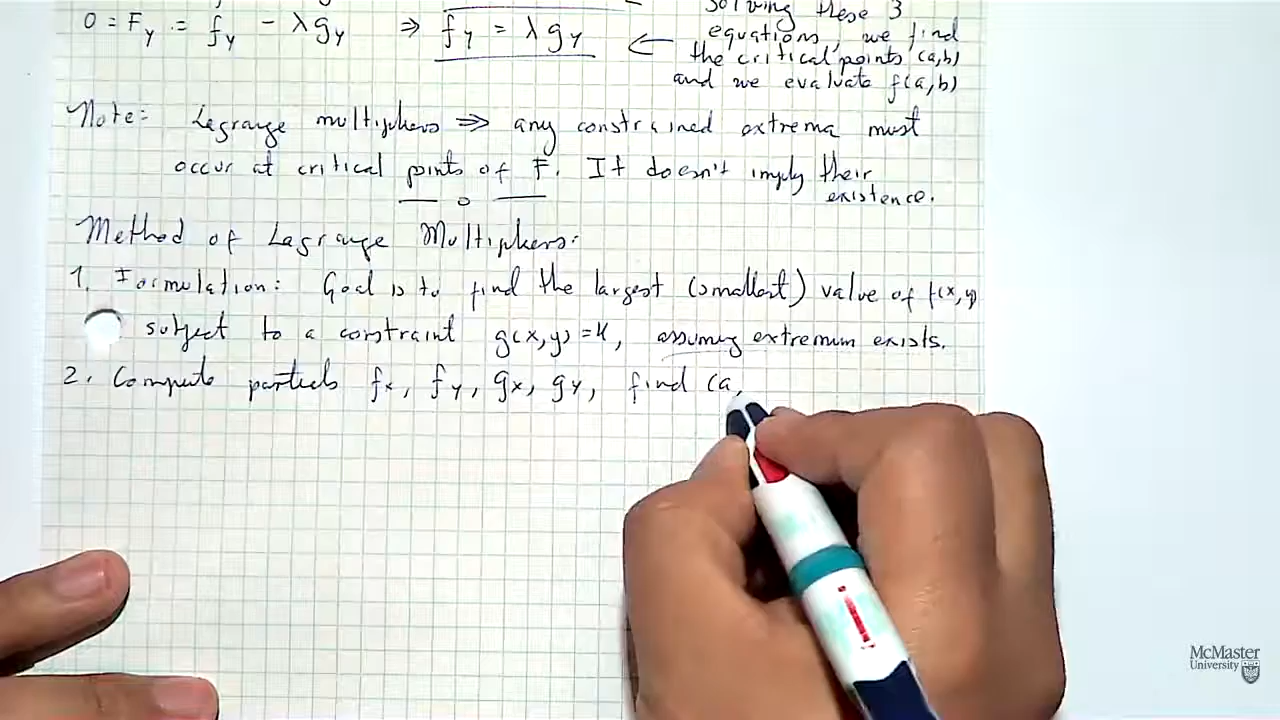 Solving these 3
0 = Fy = fy - λgy ⇒ fy = λgy ← equations, we find
the critical points (a,b)
and we evaluate f(a,b)
Note: Lagrange multipliers ⇒ any constrained extrema must
occur at critical points of F. It doesn't imply their
existence.
Method of Lagrange Multipliers:
1. Formulation: Goal is to find the largest (smallest) value of f(x,y)
subject to a constraint g(x,y)=K, assuming extremum exists.
2. Compute partials fx, fy, gx, gy, find (a,
McMaster
University